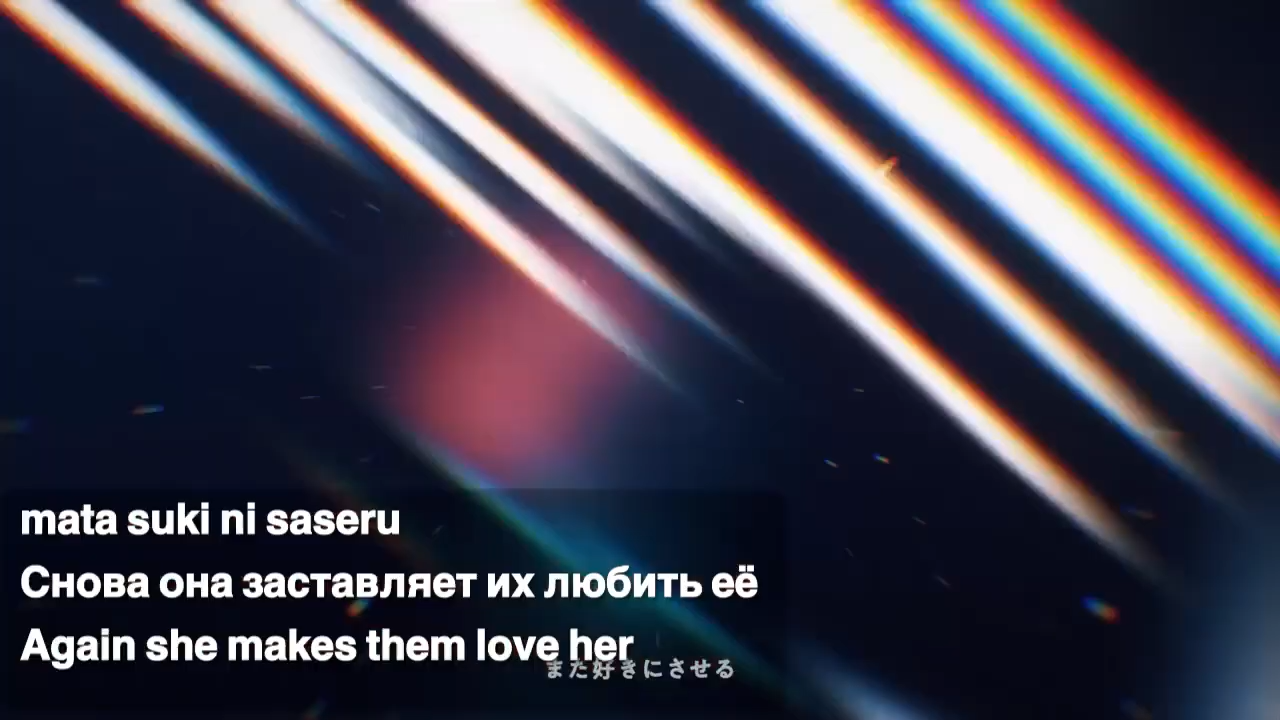 mata suki ni saseru
Снова она заставляет их любить её
Again she makes them love her
また好きにさせる